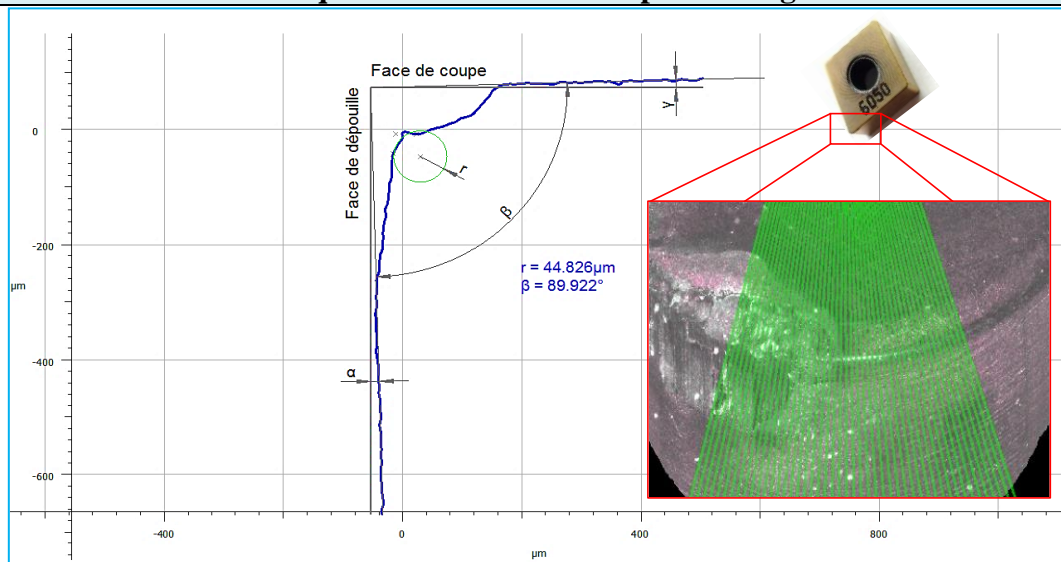 Face de coupe
Face de dépouille
γ
r
β
r = 44.826µm
β = 89.922°
α
6050
0
-200
-400
-600
µm
-400
0
400
800
µm